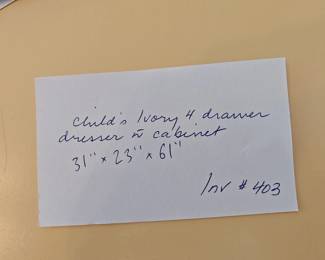 Child's Ivory 4 drawer
dresser w̄ cabinet
31" x 23" x 61"
Inv # 403